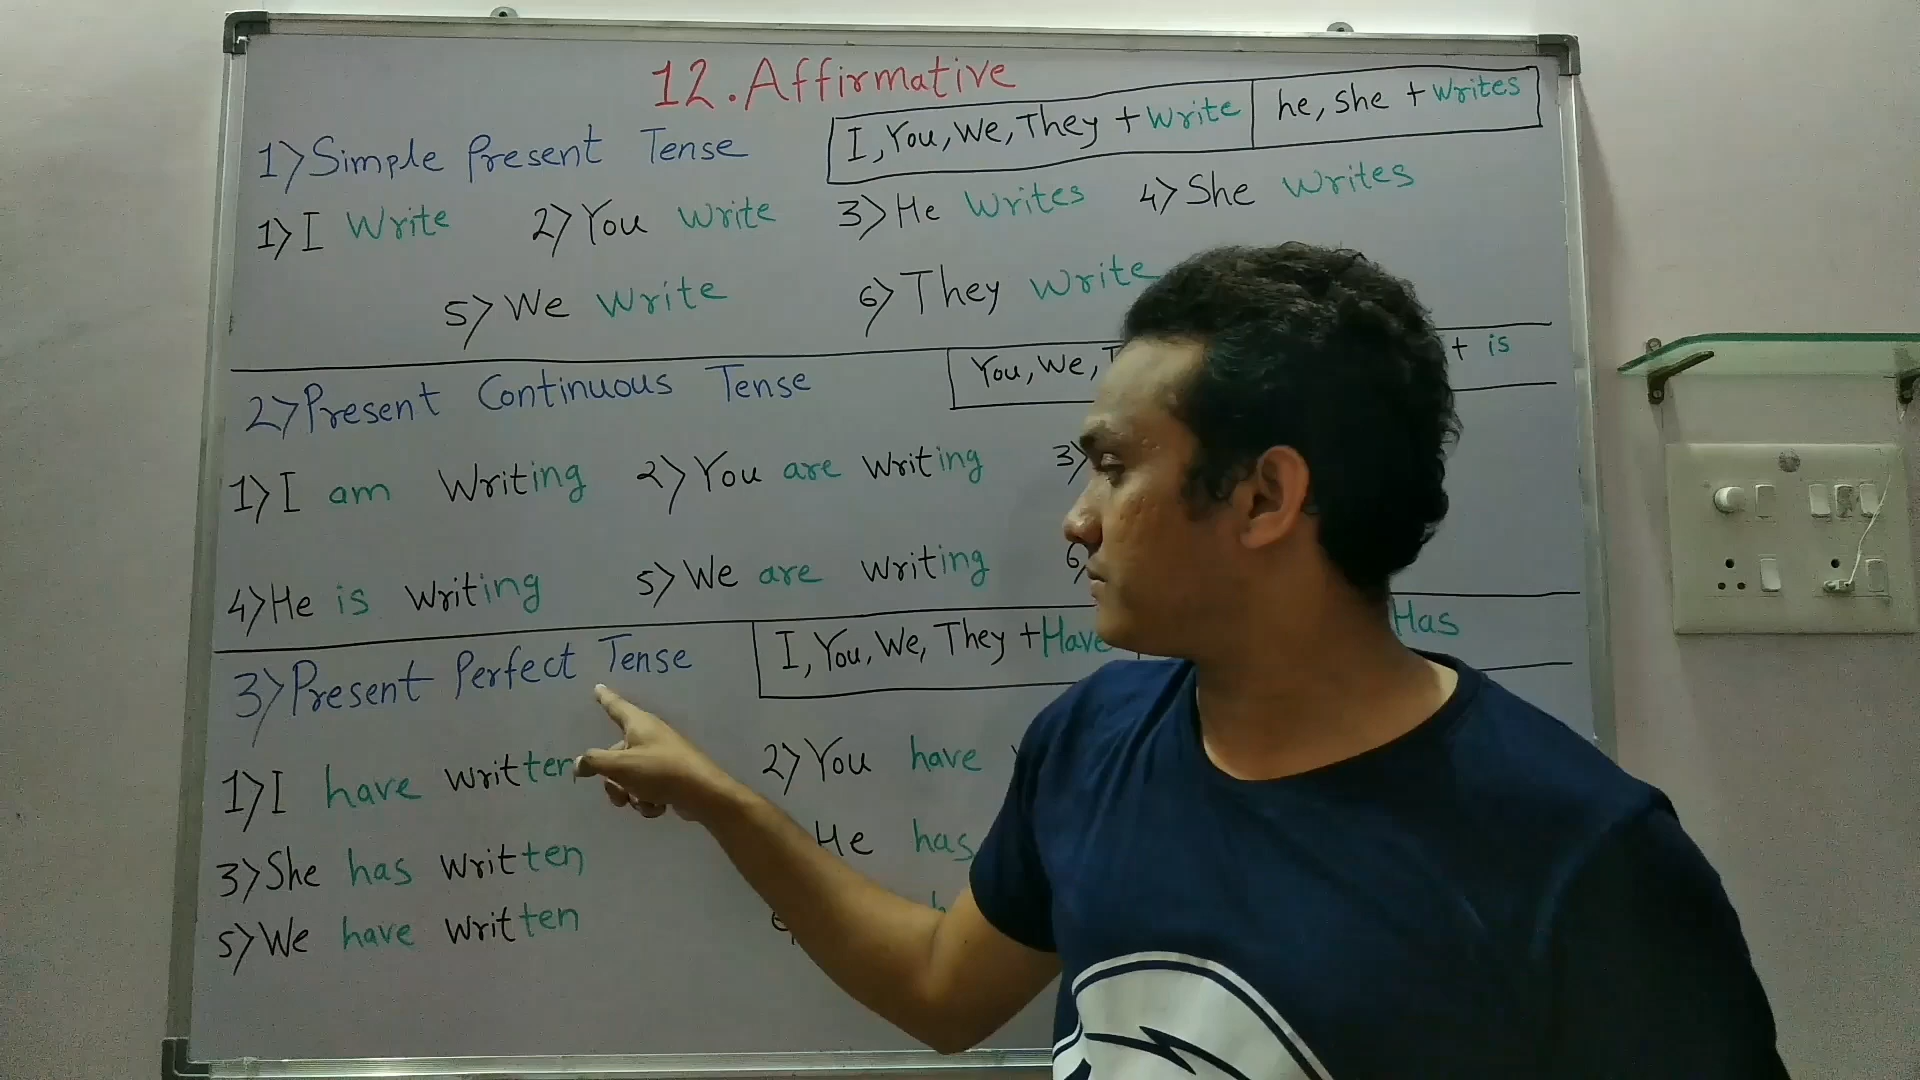 12. Affirmative
1) Simple Present Tense
I, You, We, They + Write
he, She + Writes
1) I Write 2) You Write 3) He Writes 4) She Writes
5) We Write 6) They Write
2) Present Continuous Tense
You, We,
+ is
1) I am Writing 2) You are Writing 3)
4) He is Writing 5) We are Writing 6)
3) Present Perfect Tense
I, You, We, They + Have
Has
1) I have written 2) You have
3) She has written He has
5) We have written